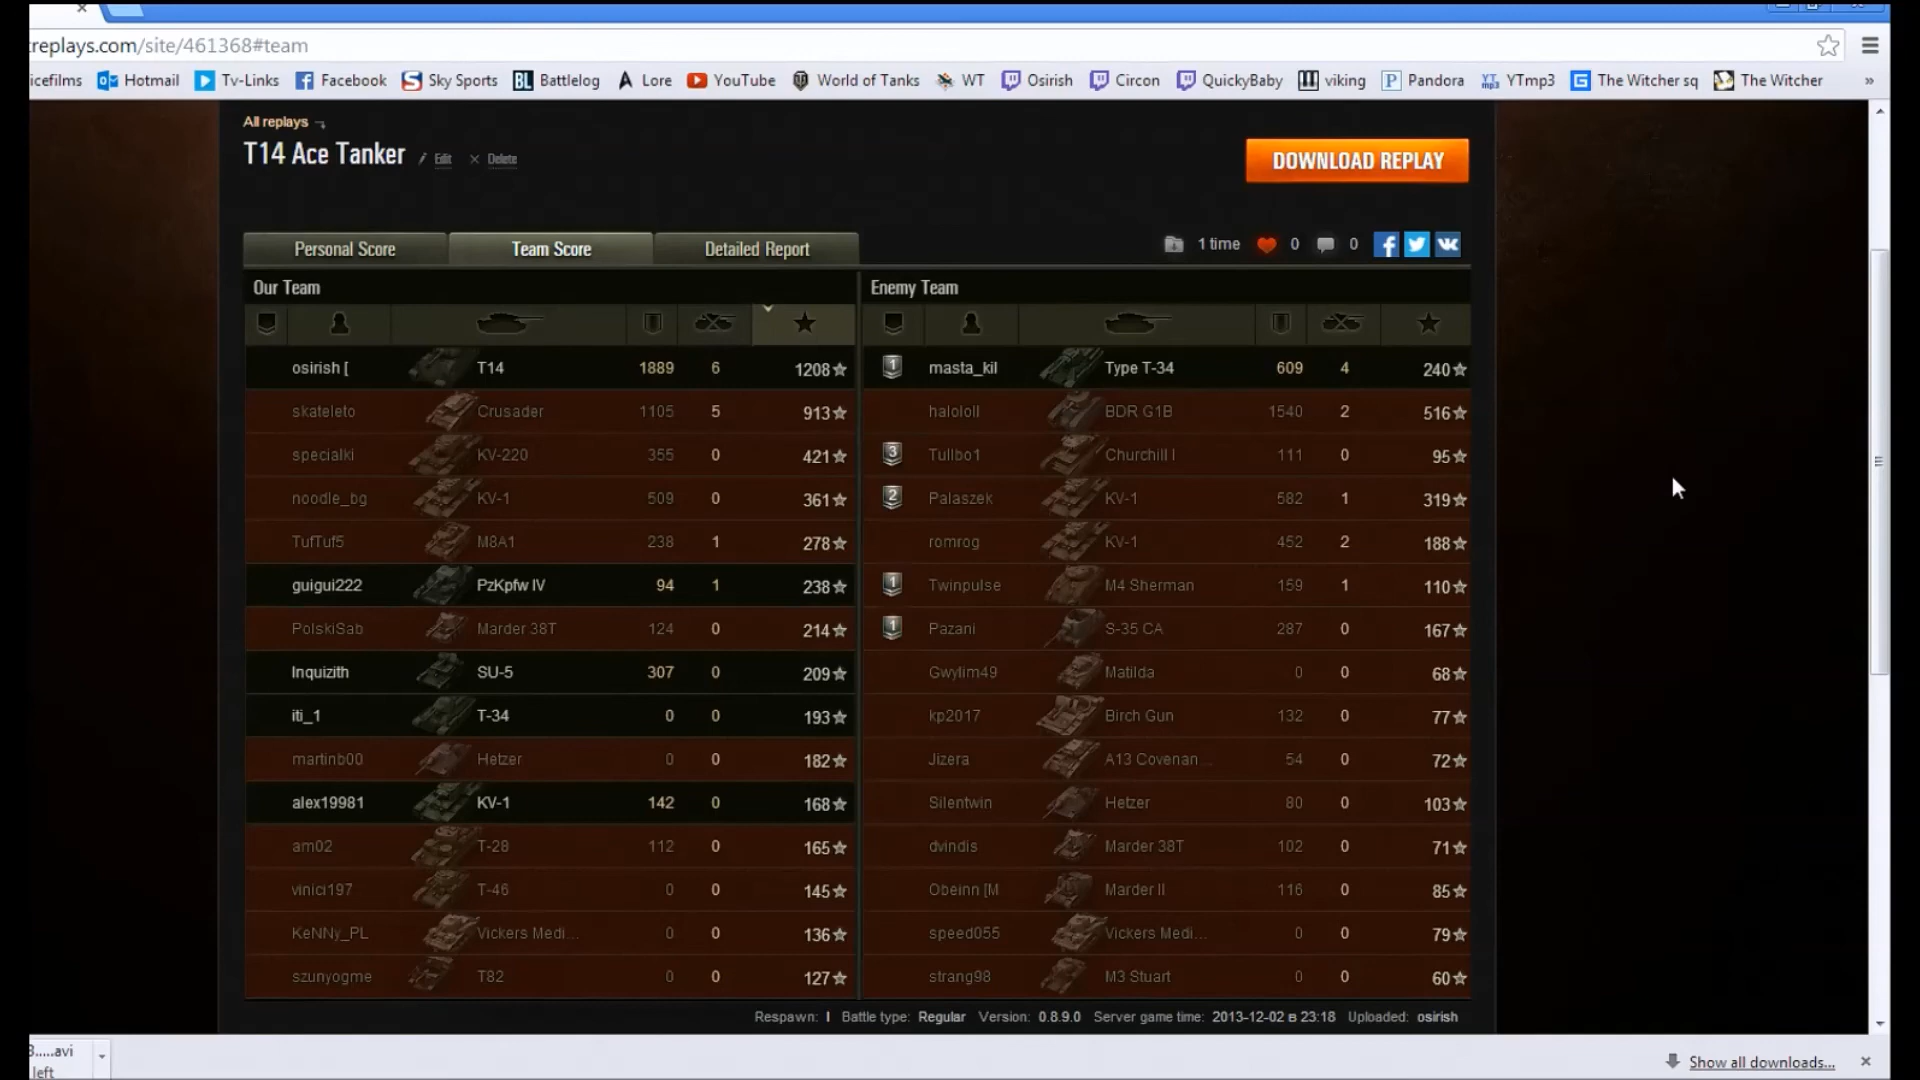 treplays.com/site/461368#team
icefilms Hotmail Tv-Links Facebook Sky Sports Battlelog Lore YouTube World of Tanks WT Osirish Circon QuickyBaby viking Pandora YTmp3 The Witcher sq The Witcher »
All replays
T14 Ace Tanker Edit Delete
DOWNLOAD REPLAY
Personal Score Team Score Detailed Report 1 time 0 0
Our Team Enemy Team
osirish [ T14 1889 6 1208 1 masta_kil Type T-34 609 4 240
skateleto Crusader 1105 5 913 halololl BDR G1B 1540 2 516
specialki KV-220 355 0 421 3 Tullbo1 Churchill I 111 0 95
noodle_bg KV-1 509 0 361 2 Palaszek KV-1 582 1 319
TufTuf5 M8A1 238 1 278 romrog KV-1 452 2 188
guigui222 PzKpfw IV 94 1 238 1 Twinpulse M4 Sherman 159 1 110
PolskiSab Marder 38T 124 0 214 1 Pazani S-35 CA 287 0 167
Inquizith SU-5 307 0 209 Gwylim49 Matilda 0 0 68
iti_1 T-34 0 0 193 kp2017 Birch Gun 132 0 77
martinb00 Hetzer 0 0 182 Jizera A13 Covenan... 54 0 72
alex19981 KV-1 142 0 168 Silentwin Hetzer 80 0 103
am02 T-28 112 0 165 dvindis Marder 38T 102 0 71
vinici197 T-46 0 0 145 Obeinn [M Marder II 116 0 85
KeNNy_PL Vickers Medi... 0 0 136 speed055 Vickers Medi... 0 0 79
szunyogme T82 0 0 127 strang98 M3 Stuart 0 0 60
Respawn: I Battle type: Regular Version: 0.8.9.0 Server game time: 2013-12-02 в 23:18 Uploaded: osirish
3.....avi
left
Show all downloads...